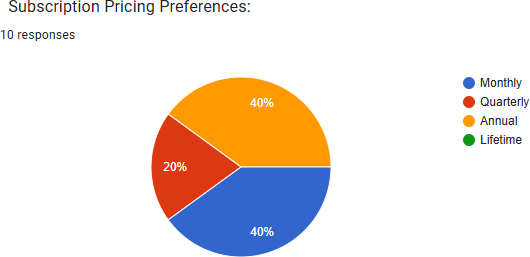 Subscription Pricing Preferences:
10 responses
40%
20%
40%
Monthly
Quarterly
Annual
Lifetime